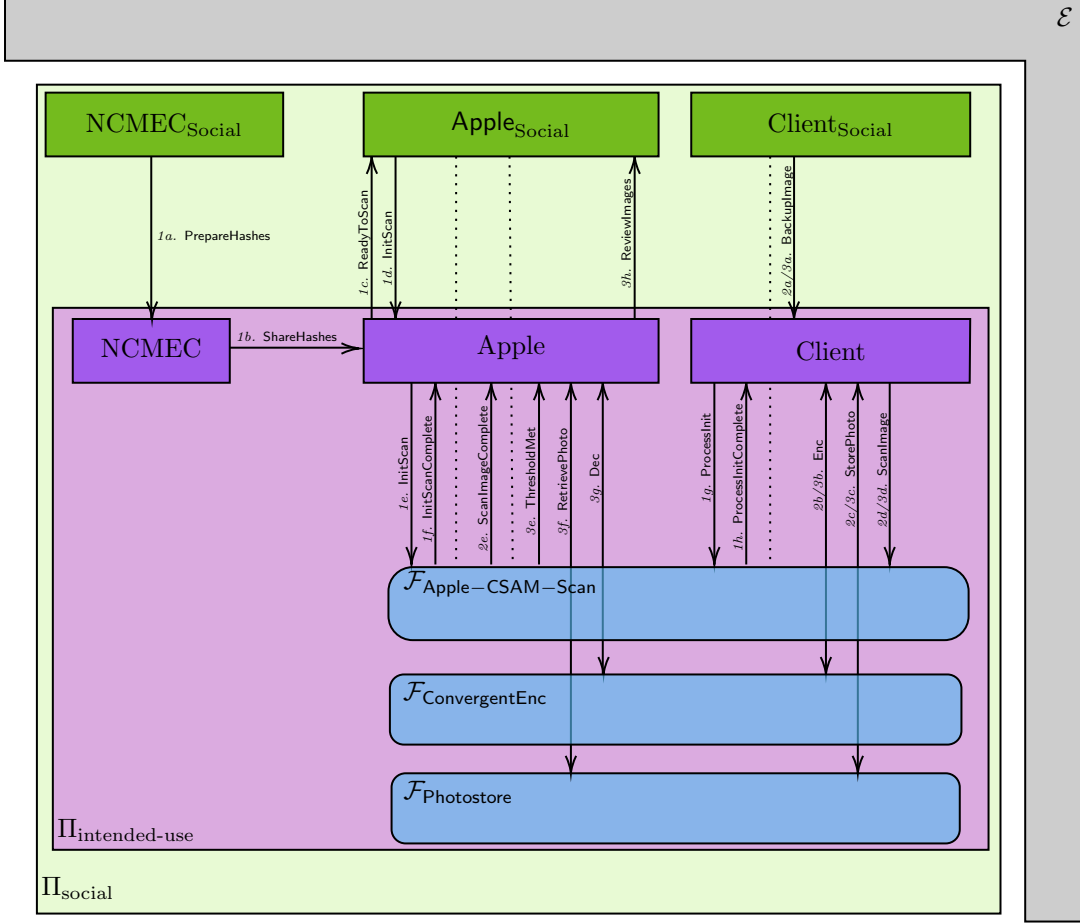 ℰ
NCMEC_Social
Apple_Social
Client_Social
1a. PrepareHashes
1c. ReadyToScan
1d. InitScan
3h. ReviewImages
2a/3a. BackupImage
NCMEC
1b. ShareHashes
Apple
Client
1e. InitScan
1f. InitScanComplete
2e. ScanImageComplete
3e. ThresholdMet
3f. RetrievePhoto
3g. Dec
1g. ProcessInit
1h. ProcessInitComplete
2b/3b. Enc
2c/3c. StorePhoto
2d/3d. ScanImage
ℱ_Apple−CSAM−Scan
ℱ_ConvergentEnc
ℱ_Photostore
Π_intended-use
Π_social